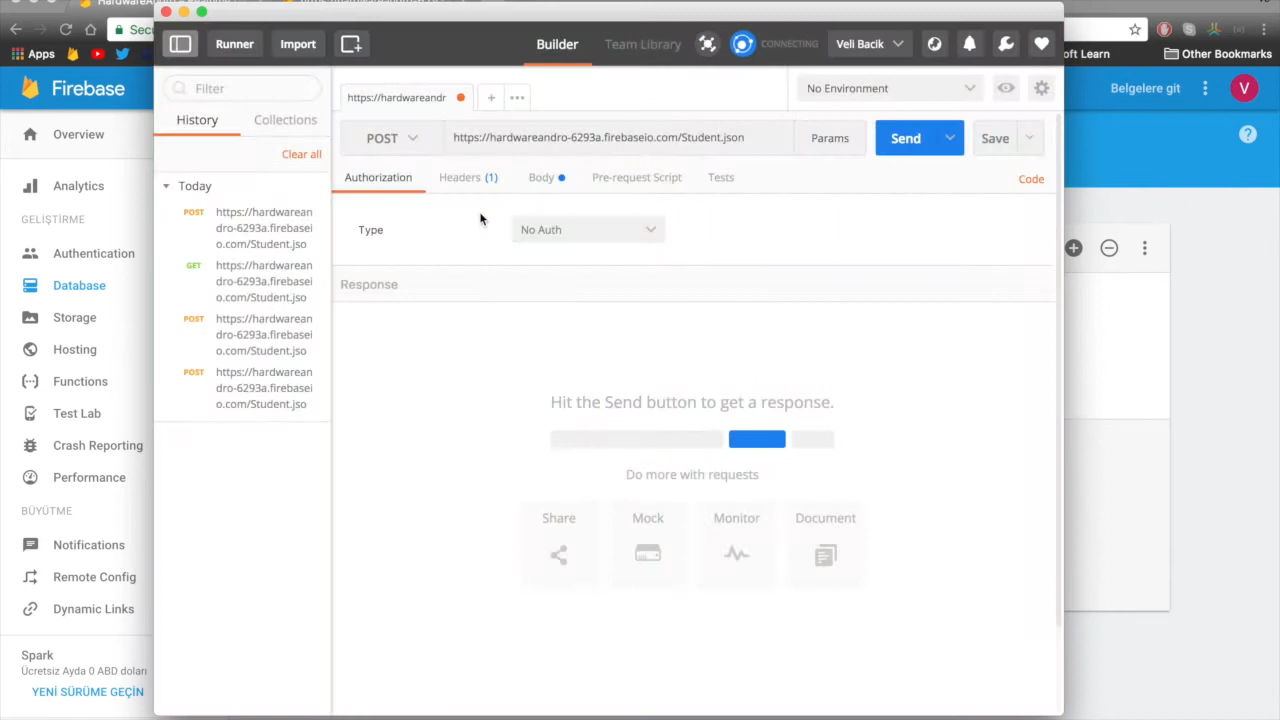 Secu
Apps
oft Learn
Other Bookmarks
Firebase
Belgelere git
V
Overview
Analytics
GELİŞTİRME
Authentication
Database
Storage
Hosting
Functions
Test Lab
Crash Reporting
Performance
BÜYÜTME
Notifications
Remote Config
Dynamic Links
Spark
Ücretsiz Ayda 0 ABD doları
YENİ SÜRÜME GEÇİN
Runner
Import
Builder
Team Library
CONNECTING
Veli Bacik
Filter
History
Collections
Clear all
Today
POST
https://hardwarean
dro-6293a.firebasei
o.com/Student.jso
GET
https://hardwarean
dro-6293a.firebasei
o.com/Student.jso
POST
https://hardwarean
dro-6293a.firebasei
o.com/Student.jso
POST
https://hardwarean
dro-6293a.firebasei
o.com/Student.jso
https://hardwareandr
No Environment
POST
https://hardwareandro-6293a.firebaseio.com/Student.json
Params
Send
Save
Authorization
Headers (1)
Body
Pre-request Script
Tests
Code
Type
No Auth
Response
Hit the Send button to get a response.
Do more with requests
Share
Mock
Monitor
Document